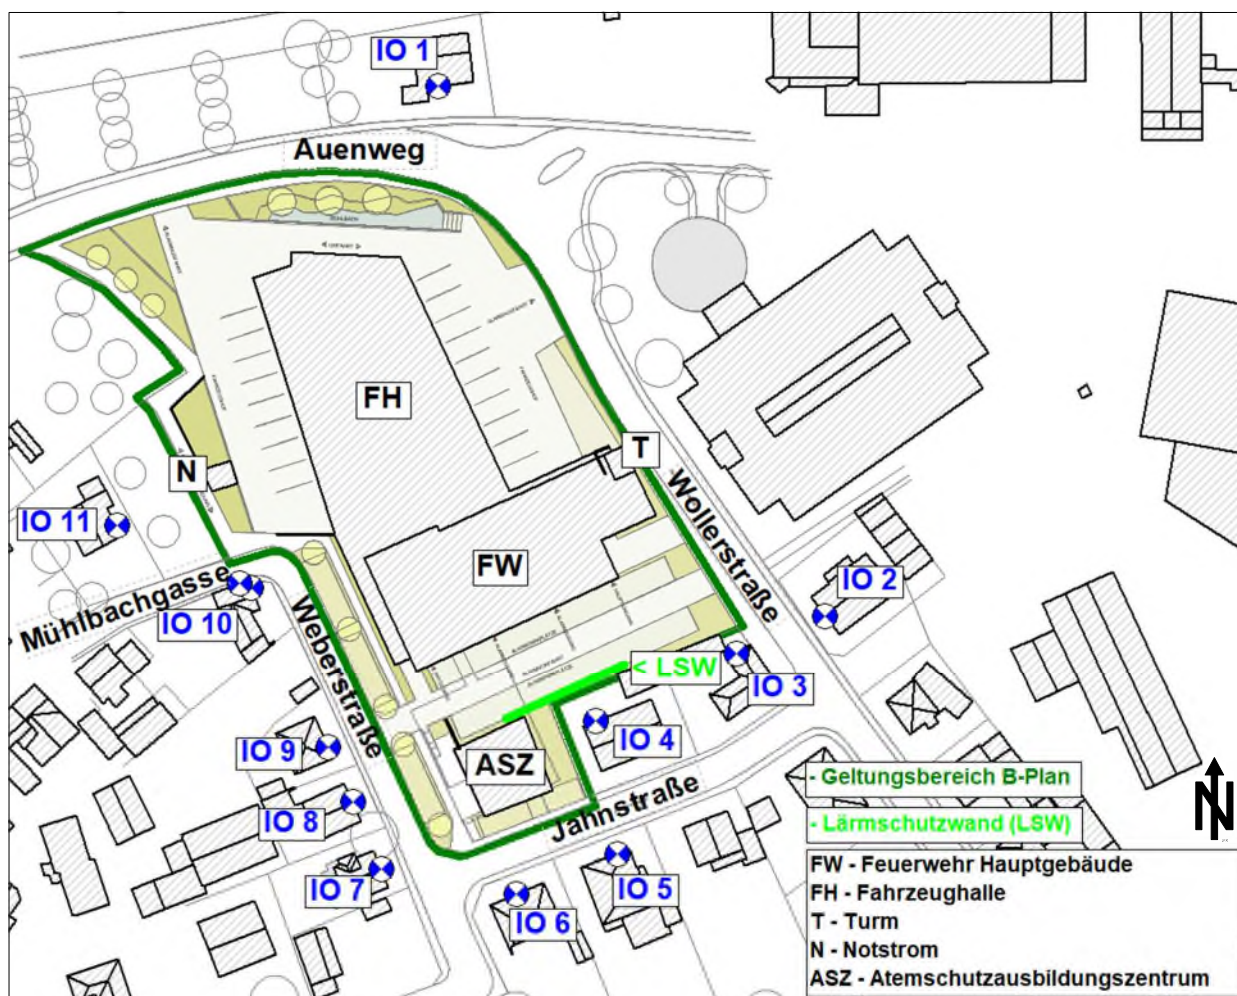 IO 1
Auenweg
FH
T
N
IO 11
Wollerstraße
FW
IO 2
Mühlbachgasse
IO 10
Weberstraße
< LSW
IO 3
IO 4
IO 9
ASZ
- Geltungsbereich B-Plan
Jahnstraße
IO 8
- Lärmschutzwand (LSW)
N
IO 7
IO 5
IO 6
FW - Feuerwehr Hauptgebäude
FH - Fahrzeughalle
T - Turm
N - Notstrom
ASZ - Atemschutzausbildungszentrum